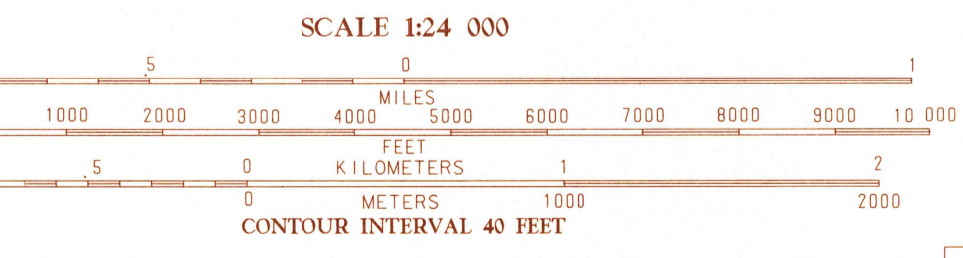 SCALE 1:24 000
.5 0 1
MILES
1000 2000 3000 4000 5000 6000 7000 8000 9000 10 000
FEET
.5 0 KILOMETERS 1 2
0 METERS 1000 2000
CONTOUR INTERVAL 40 FEET